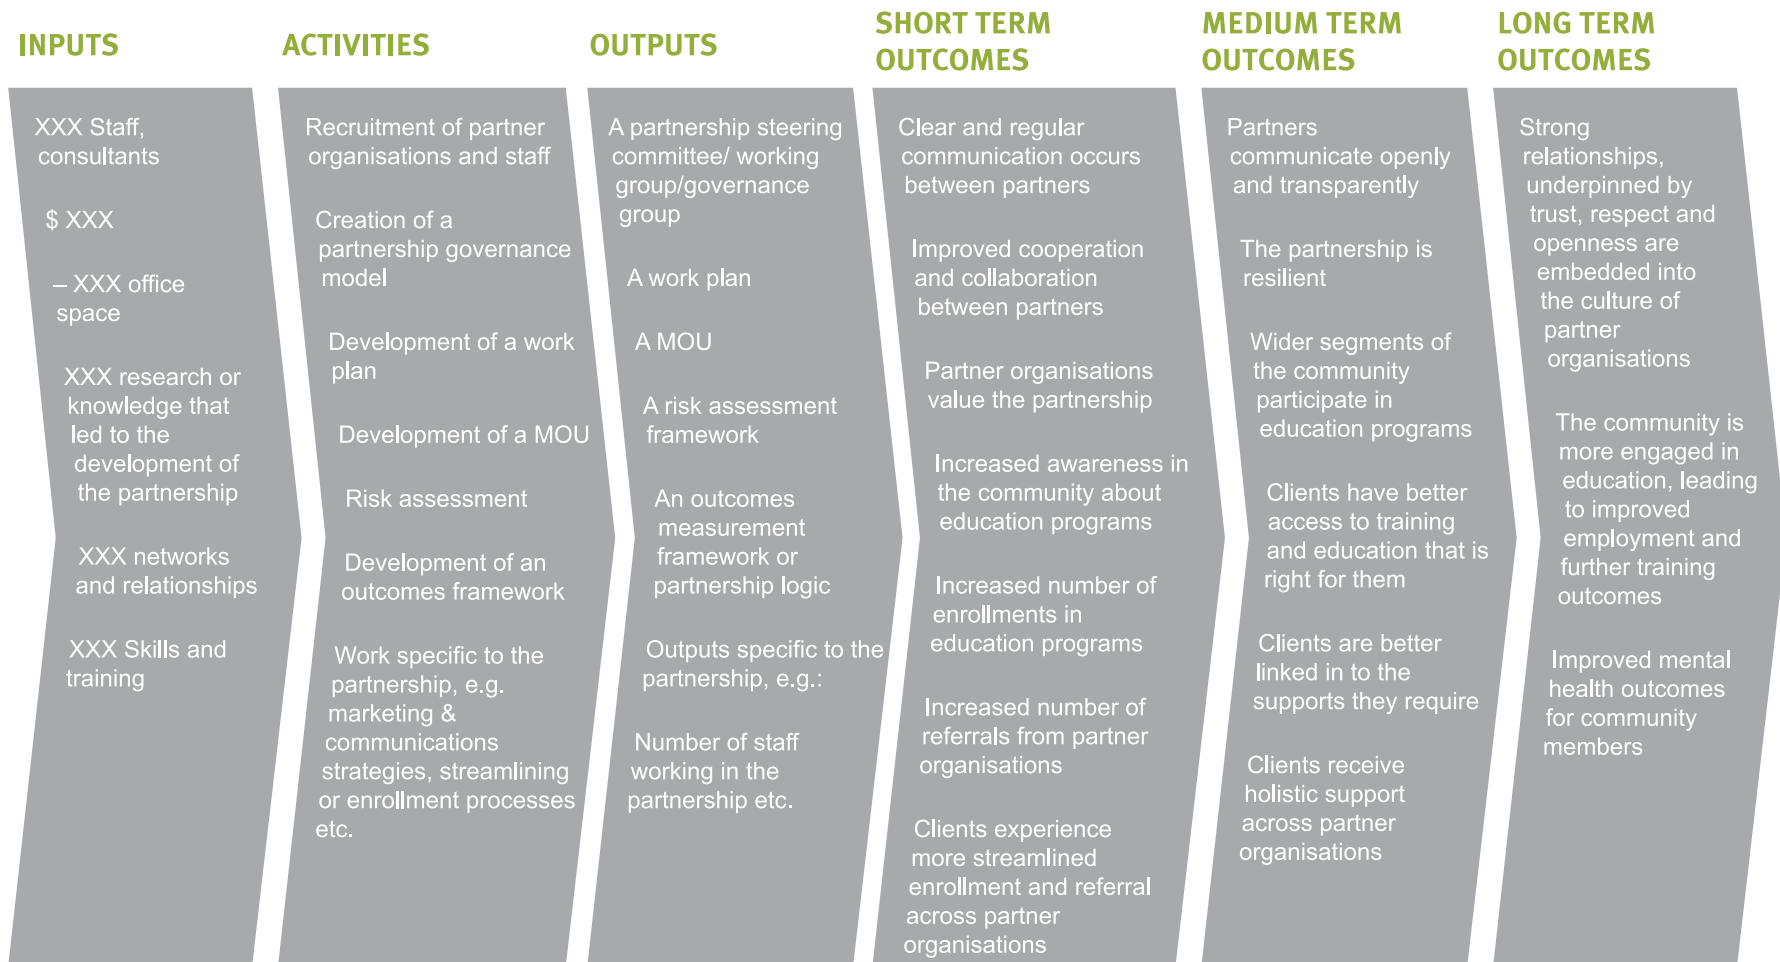 INPUTS
XXX Staff,
consultants
$ XXX
– XXX office
space
XXX research or
knowledge that
led to the
development of
the partnership
XXX networks
and relationships
XXX Skills and
training
ACTIVITIES
Recruitment of partner
organisations and staff
Creation of a
partnership governance
model
Development of a work
plan
Development of a MOU
Risk assessment
Development of an
outcomes framework
Work specific to the
partnership, e.g.
marketing &
communications
strategies, streamlining
or enrollment processes
etc.
OUTPUTS
A partnership steering
committee/ working
group/governance
group
A work plan
A MOU
A risk assessment
framework
An outcomes
measurement
framework or
partnership logic
Outputs specific to the
partnership, e.g.:
Number of staff
working in the
partnership etc.
SHORT TERM
OUTCOMES
Clear and regular
communication occurs
between partners
Improved cooperation
and collaboration
between partners
Partner organisations
value the partnership
Increased awareness in
the community about
education programs
Increased number of
enrollments in
education programs
Increased number of
referrals from partner
organisations
Clients experience
more streamlined
enrollment and referral
across partner
organisations
MEDIUM TERM
OUTCOMES
Partners
communicate openly
and transparently
The partnership is
resilient
Wider segments of
the community
participate in
education programs
Clients have better
access to training
and education that is
right for them
Clients are better
linked in to the
supports they require
Clients receive
holistic support
across partner
organisations
LONG TERM
OUTCOMES
Strong
relationships,
underpinned by
trust, respect and
openness are
embedded into
the culture of
partner
organisations
The community is
more engaged in
education, leading
to improved
employment and
further training
outcomes
Improved mental
health outcomes
for community
members